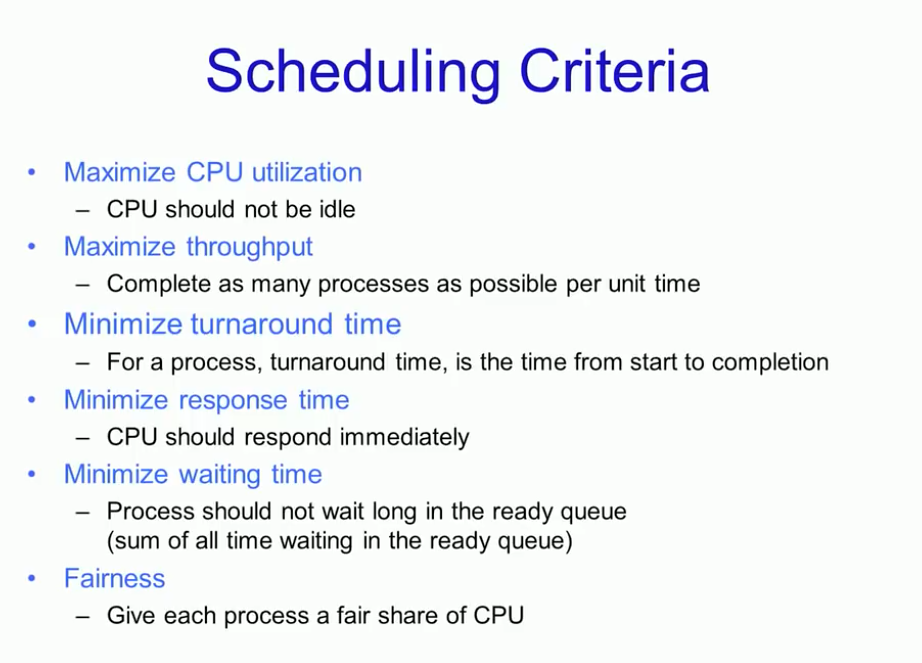 Scheduling Criteria
• Maximize CPU utilization
– CPU should not be idle
• Maximize throughput
– Complete as many processes as possible per unit time
• Minimize turnaround time
– For a process, turnaround time, is the time from start to completion
• Minimize response time
– CPU should respond immediately
• Minimize waiting time
– Process should not wait long in the ready queue
(sum of all time waiting in the ready queue)
• Fairness
– Give each process a fair share of CPU